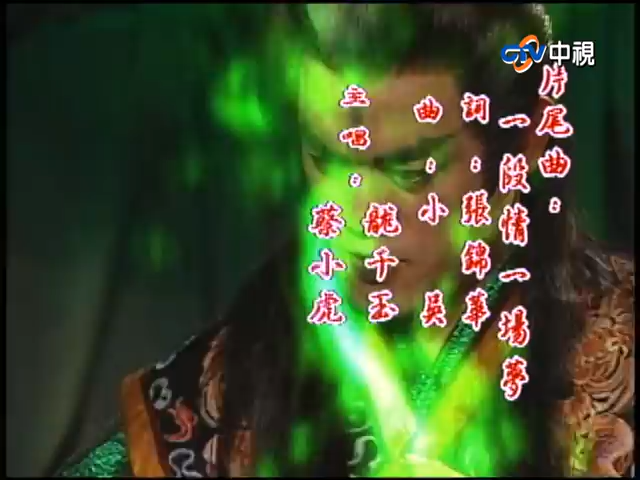 CTV中視
片尾曲：
一段情一場夢
詞：張錦華
曲：小吳
主唱：
龍千玉
蔡小虎